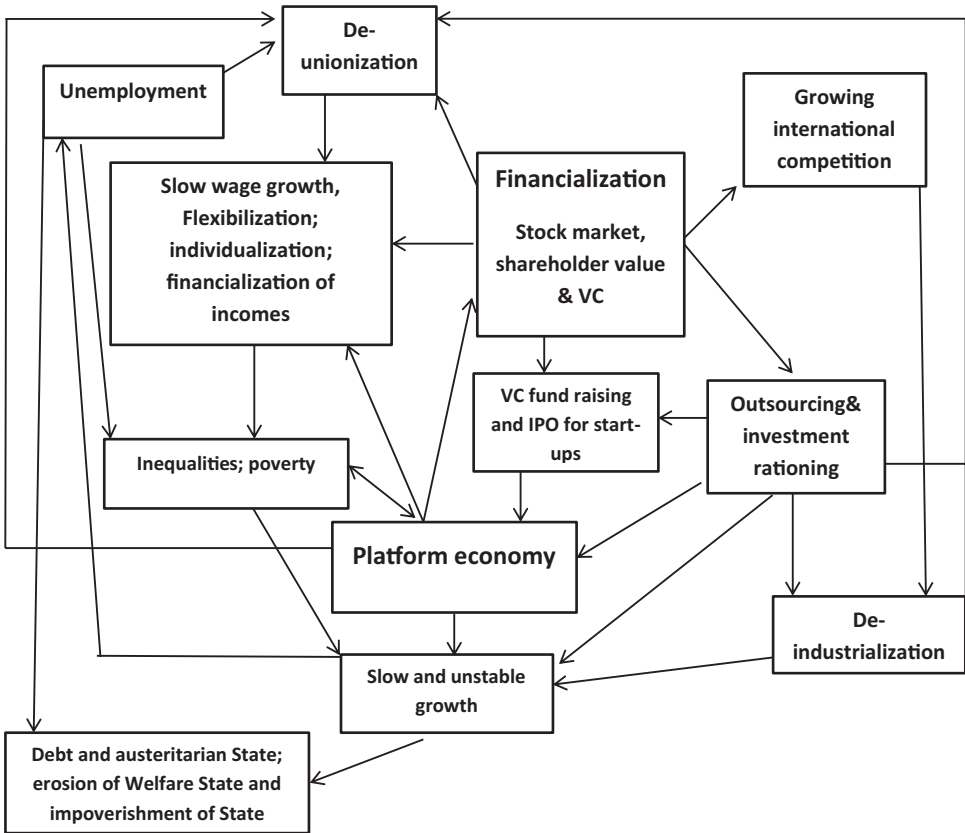 De-
unionization
Unemployment
Growing
international
competition
Slow wage growth,
Flexibilization;
individualization;
financialization of
incomes
Financialization
Stock market,
shareholder value
& VC
VC fund raising
and IPO for start-
ups
Outsourcing&
investment
rationing
Inequalities; poverty
Platform economy
De-
industrialization
Slow and unstable
growth
Debt and austeritarian State;
erosion of Welfare State and
impoverishment of State